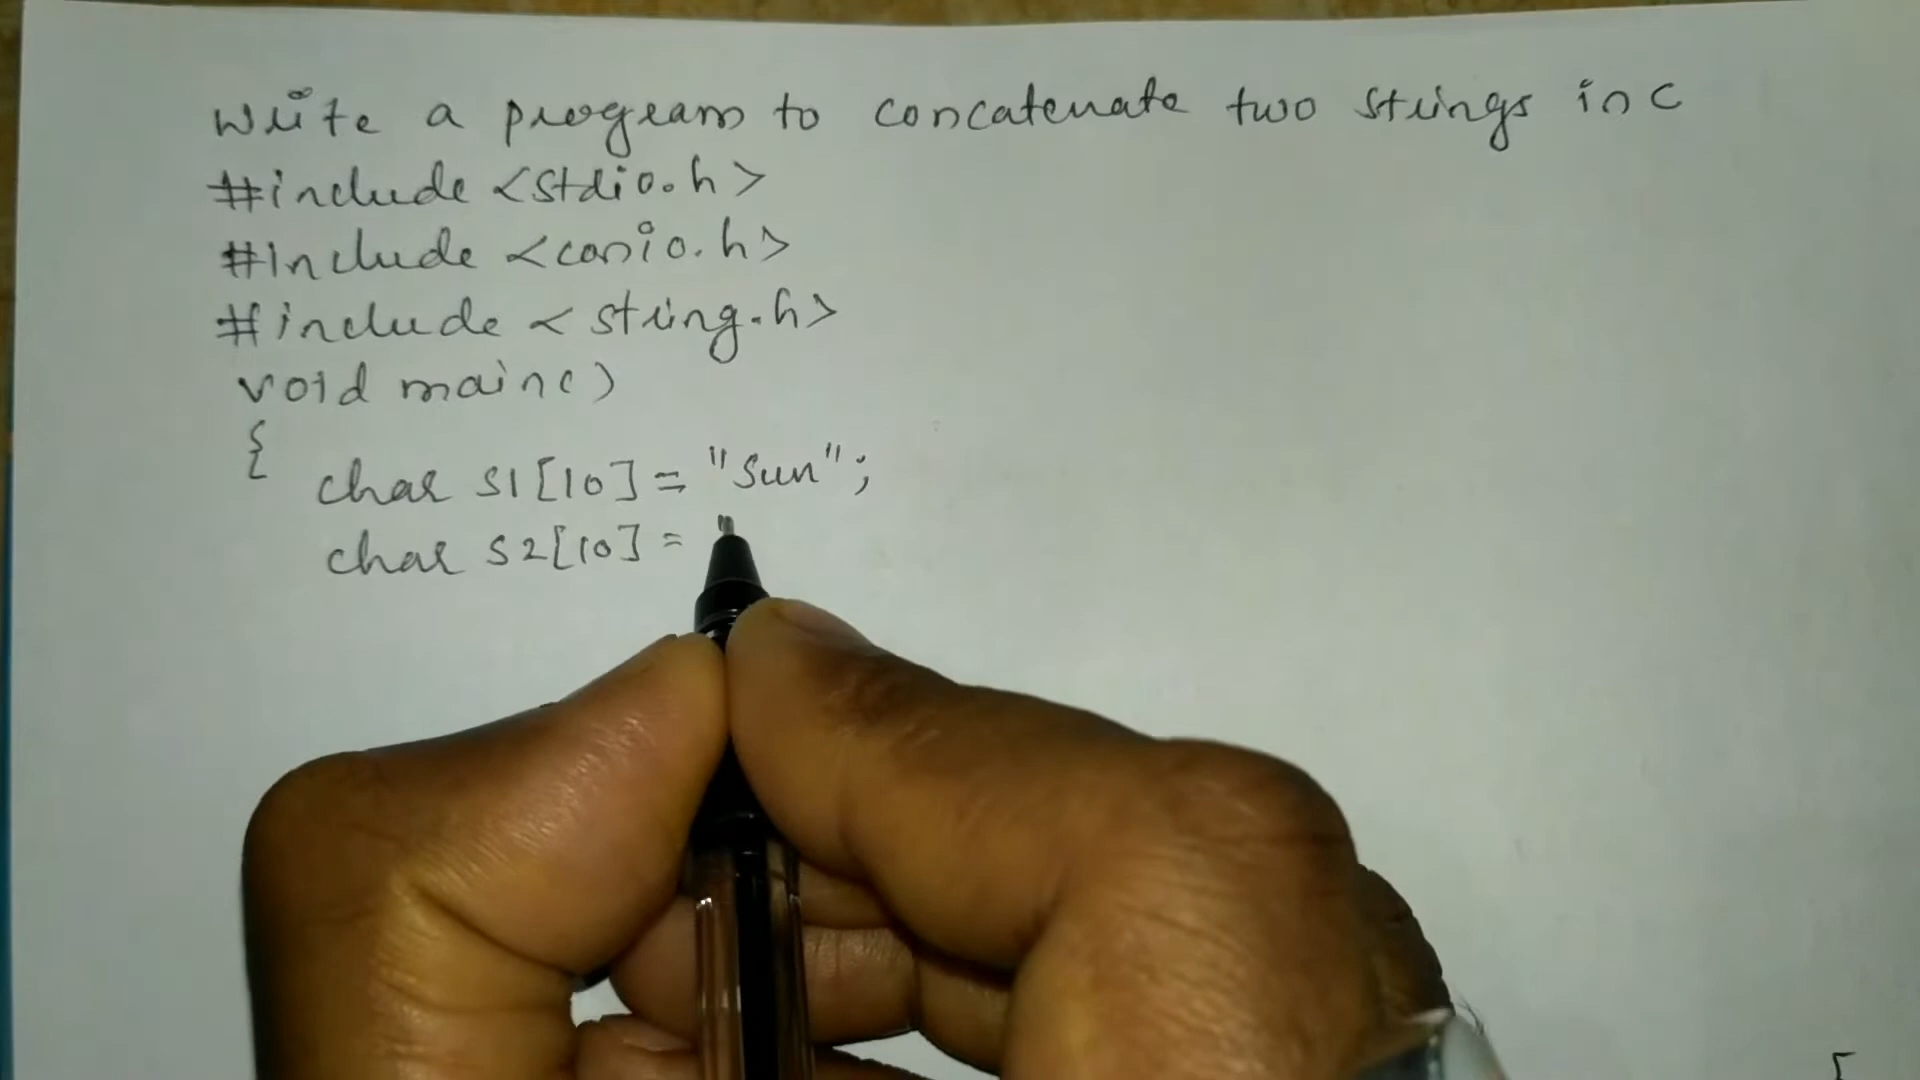 Write a program to concatenate two strings in c
#include <stdio.h>
#include <conio.h>
#include < string.h>
void main()
{
char s1[10] = "Sun";
char s2[10] = "